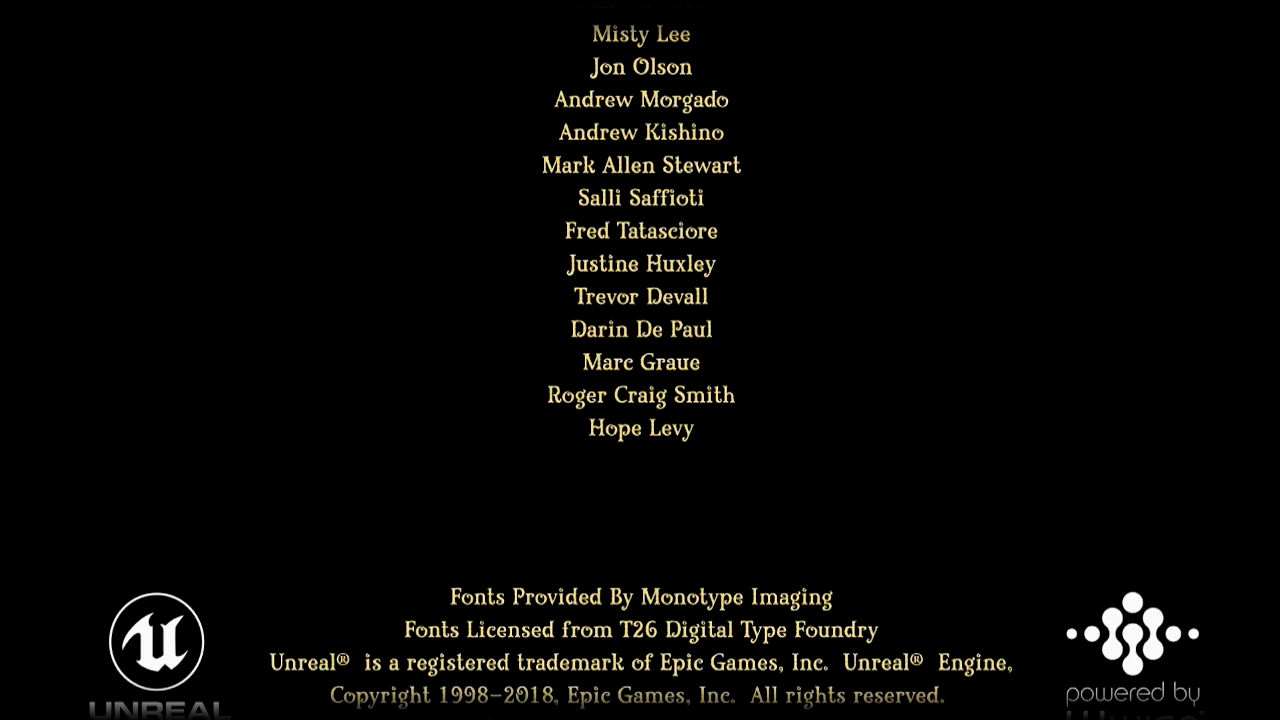 Misty Lee
Jon Olson
Andrew Morgado
Andrew Kishino
Mark Allen Stewart
Salli Saffioti
Fred Tatasciore
Justine Huxley
Trevor Devall
Darin De Paul
Marc Graue
Roger Craig Smith
Hope Levy
Fonts Provided By Monotype Imaging
Fonts Licensed from T26 Digital Type Foundry
Unreal® is a registered trademark of Epic Games, Inc. Unreal® Engine,
Copyright 1998-2018, Epic Games, Inc. All rights reserved.
UNREAL
powered by